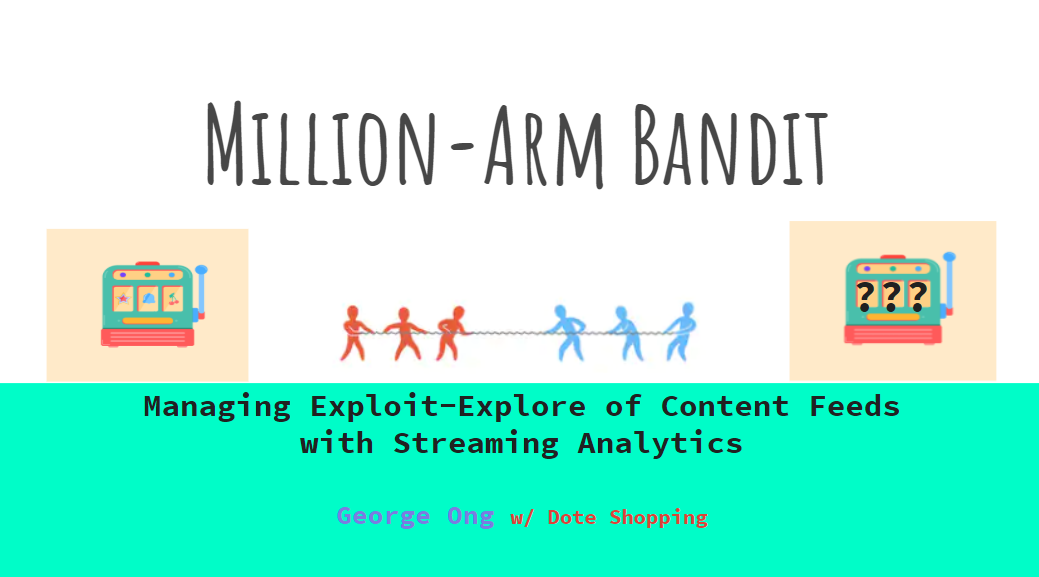 Million-Arm Bandit
???
Managing Exploit-Explore of Content Feeds
with Streaming Analytics
George Ong w/ Dote Shopping